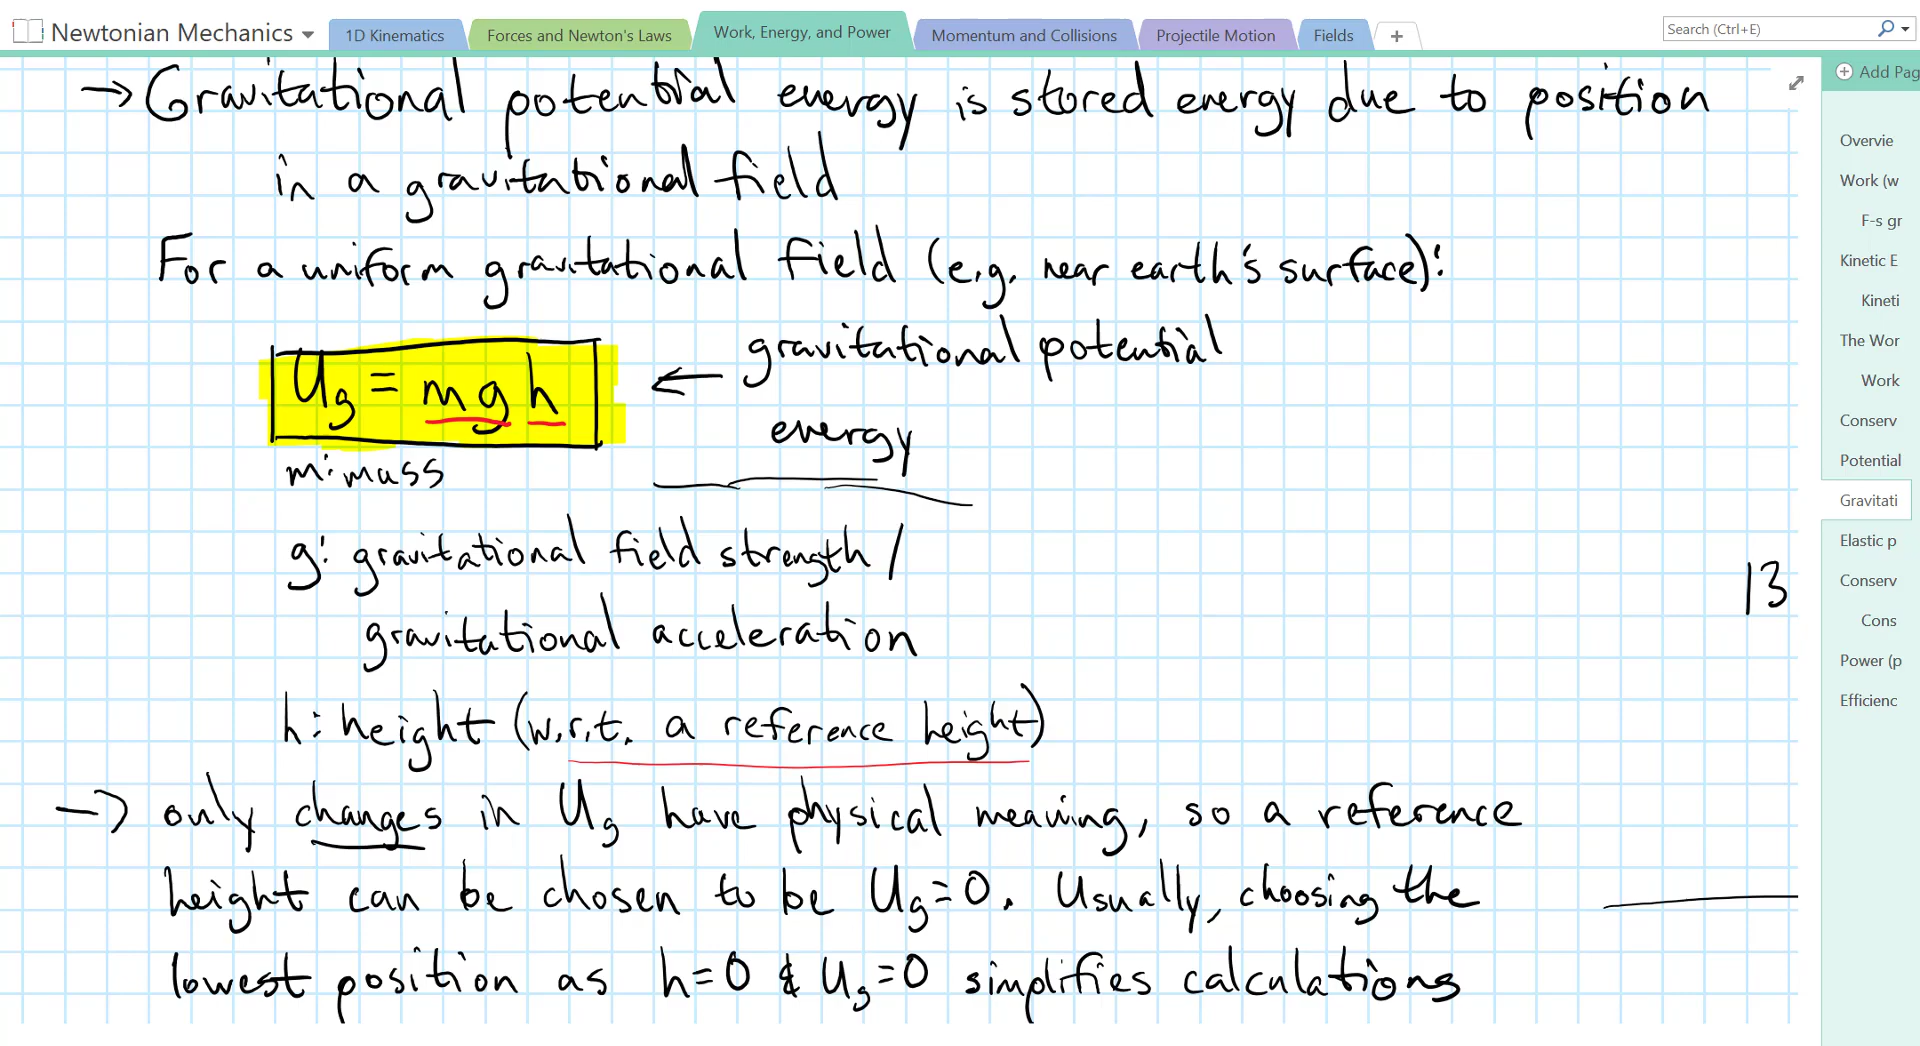 Newtonian Mechanics
1D Kinematics
Forces and Newton's Laws
Work, Energy, and Power
Momentum and Collisions
Projectile Motion
Fields
+
Search (Ctrl+E)
Add Pag
→ Gravitational potential energy is stored energy due to position
in a gravitational field
For a uniform gravitational field (e.g. near earth's surface):
Ug = mgh
← gravitational potential
energy
m: mass
g: gravitational field strength /
gravitational acceleration
h: height (w.r.t. a reference height)
→ only changes in Ug have physical meaning, so a reference
height can be chosen to be Ug=0. Usually, choosing the
lowest position as h=0 & Ug=0 simplifies calculations
13
Overvie
Work (w
F-s gr
Kinetic E
Kineti
The Wor
Work
Conserv
Potential
Gravitati
Elastic p
Conserv
Cons
Power (p
Efficienc